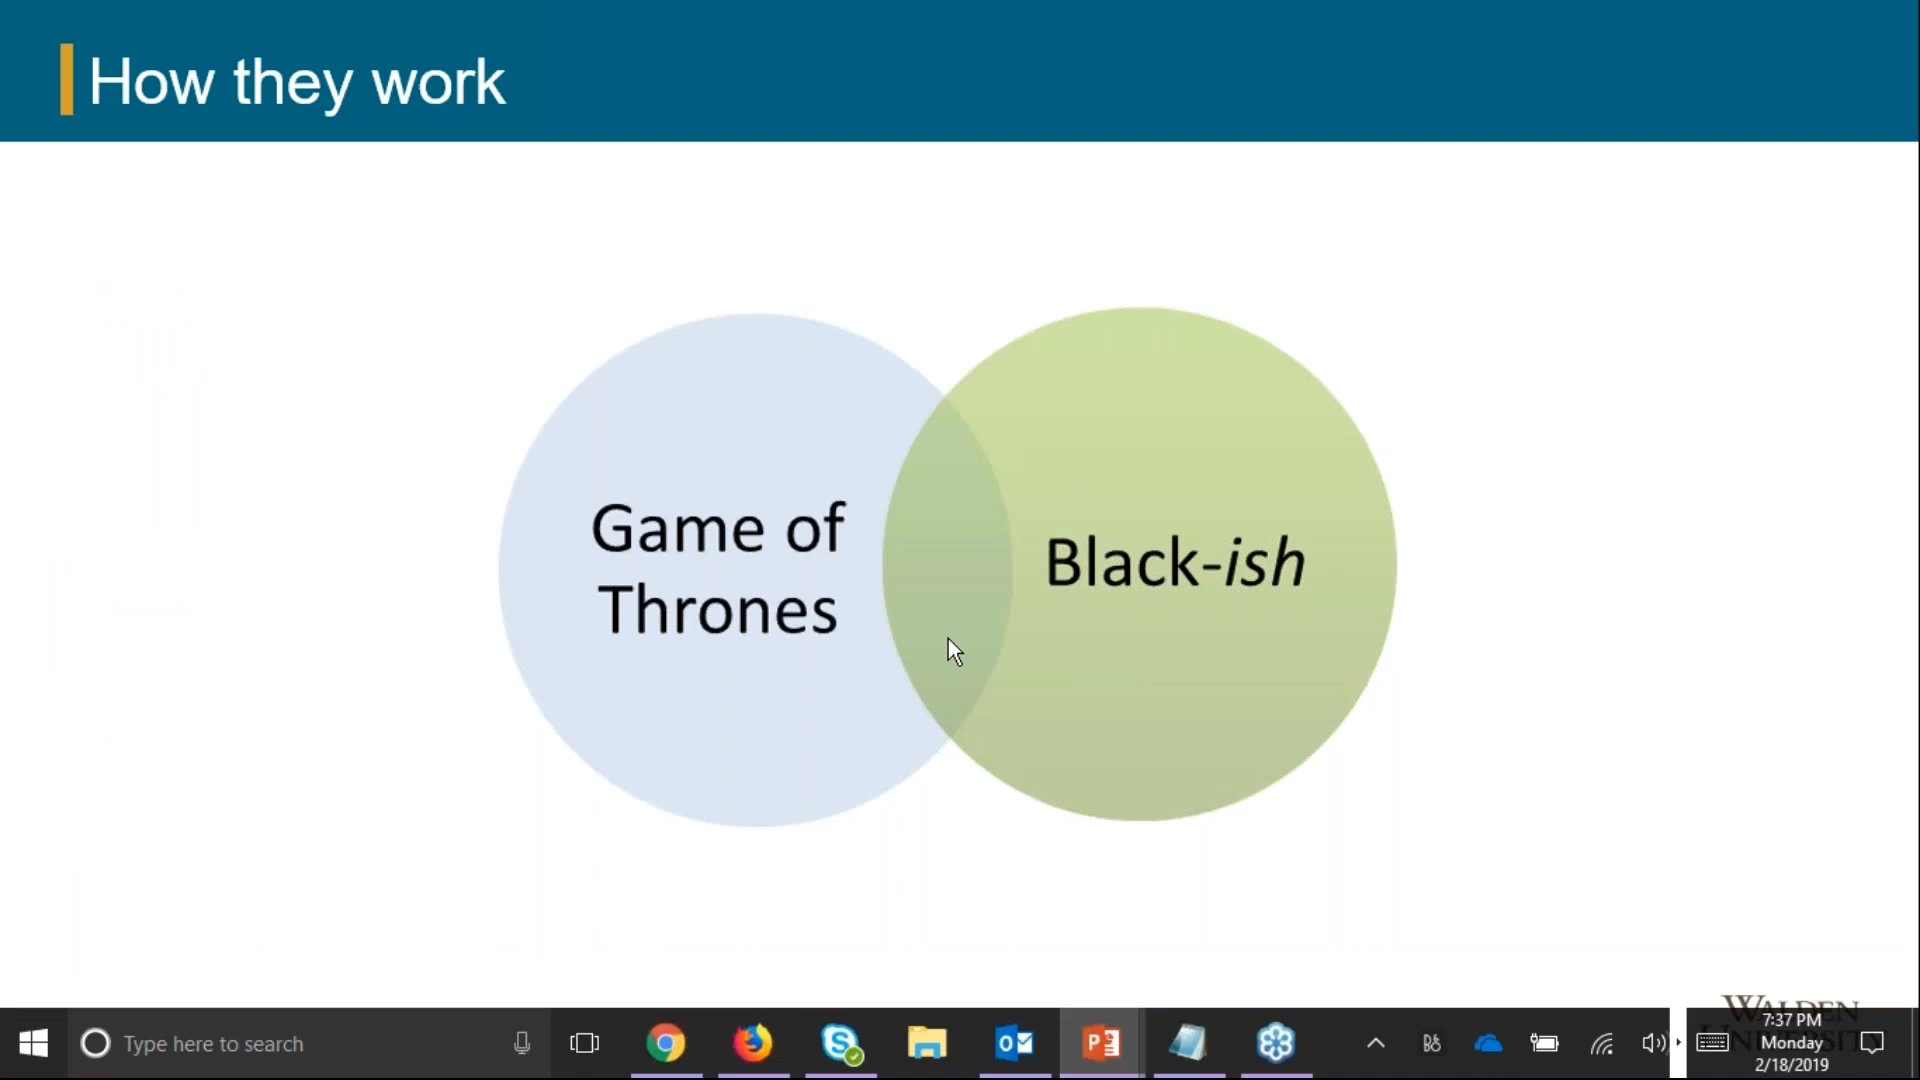 How they work
Game of
Thrones
Black-ish
WALDEN
Type here to search
7:37 PM
Monday
2/18/2019